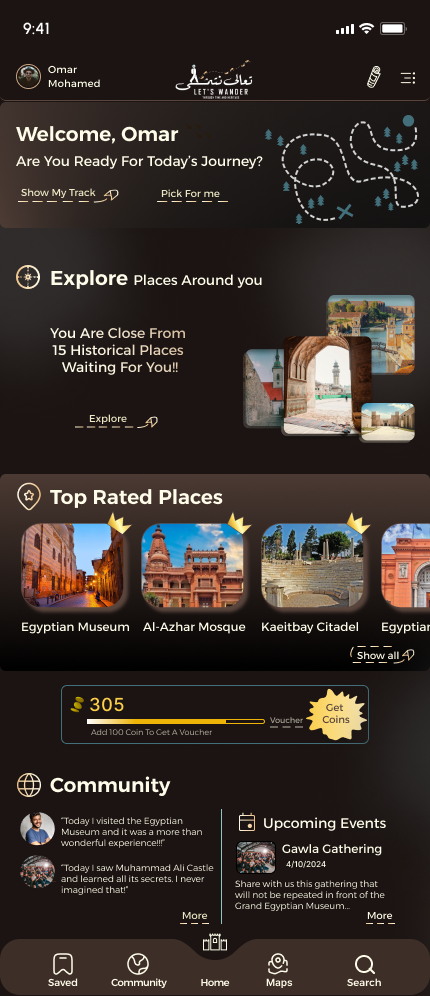 9:41
Omar
Mohamed
LET'S WANDER
Welcome, Omar
Are You Ready For Today's Journey?
Show My Track
Pick For me
Explore Places Around you
You Are Close From
15 Historical Places
Waiting For You!!
Explore
Top Rated Places
Egyptian Museum
Al-Azhar Mosque
Kaeitbay Citadel
Egyptian
Show all
305
Voucher
Add 100 Coin To Get A Voucher
Get
Coins
Community
"Today I visited the Egyptian
Museum and it was a more than
wonderful experience!!!"
"Today I saw Muhammad Ali Castle
and learned all its secrets. I never
imagined that!"
More
Upcoming Events
Gawla Gathering
4/10/2024
Share with us this gathering that
will not be repeated in front of the
Grand Egyptian Museum...
More
Saved
Community
Home
Maps
Search